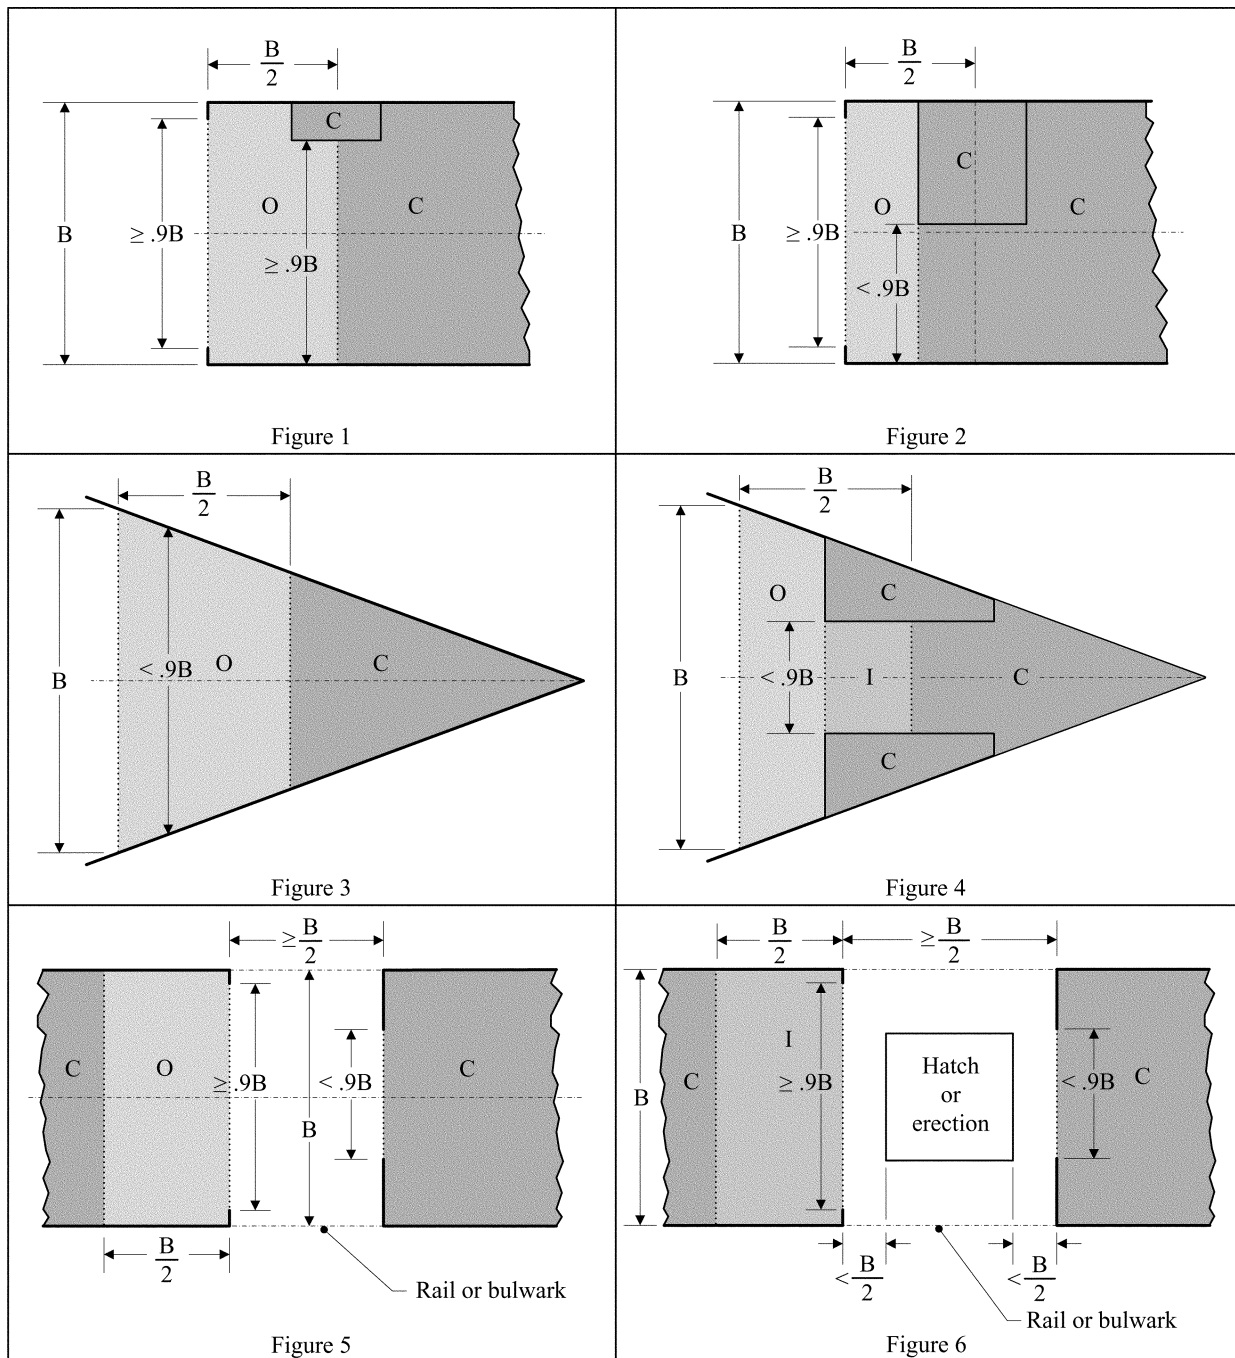 B
2
C
O
C
B
≥ .9B
≥ .9B
Figure 1
B
2
C
O
C
B
≥ .9B
< .9B
Figure 2
B
2
B
< .9B
O
C
Figure 3
B
2
O
C
B
< .9B
I
C
C
Figure 4
≥ B
2
C
O
≥ .9B
< .9B
C
B
B
2
Rail or bulwark
Figure 5
B
2
≥ B
2
I
Hatch
C
≥ .9B
< .9B
C
B
or
erection
< B
2
< B
2
Rail or bulwark
Figure 6